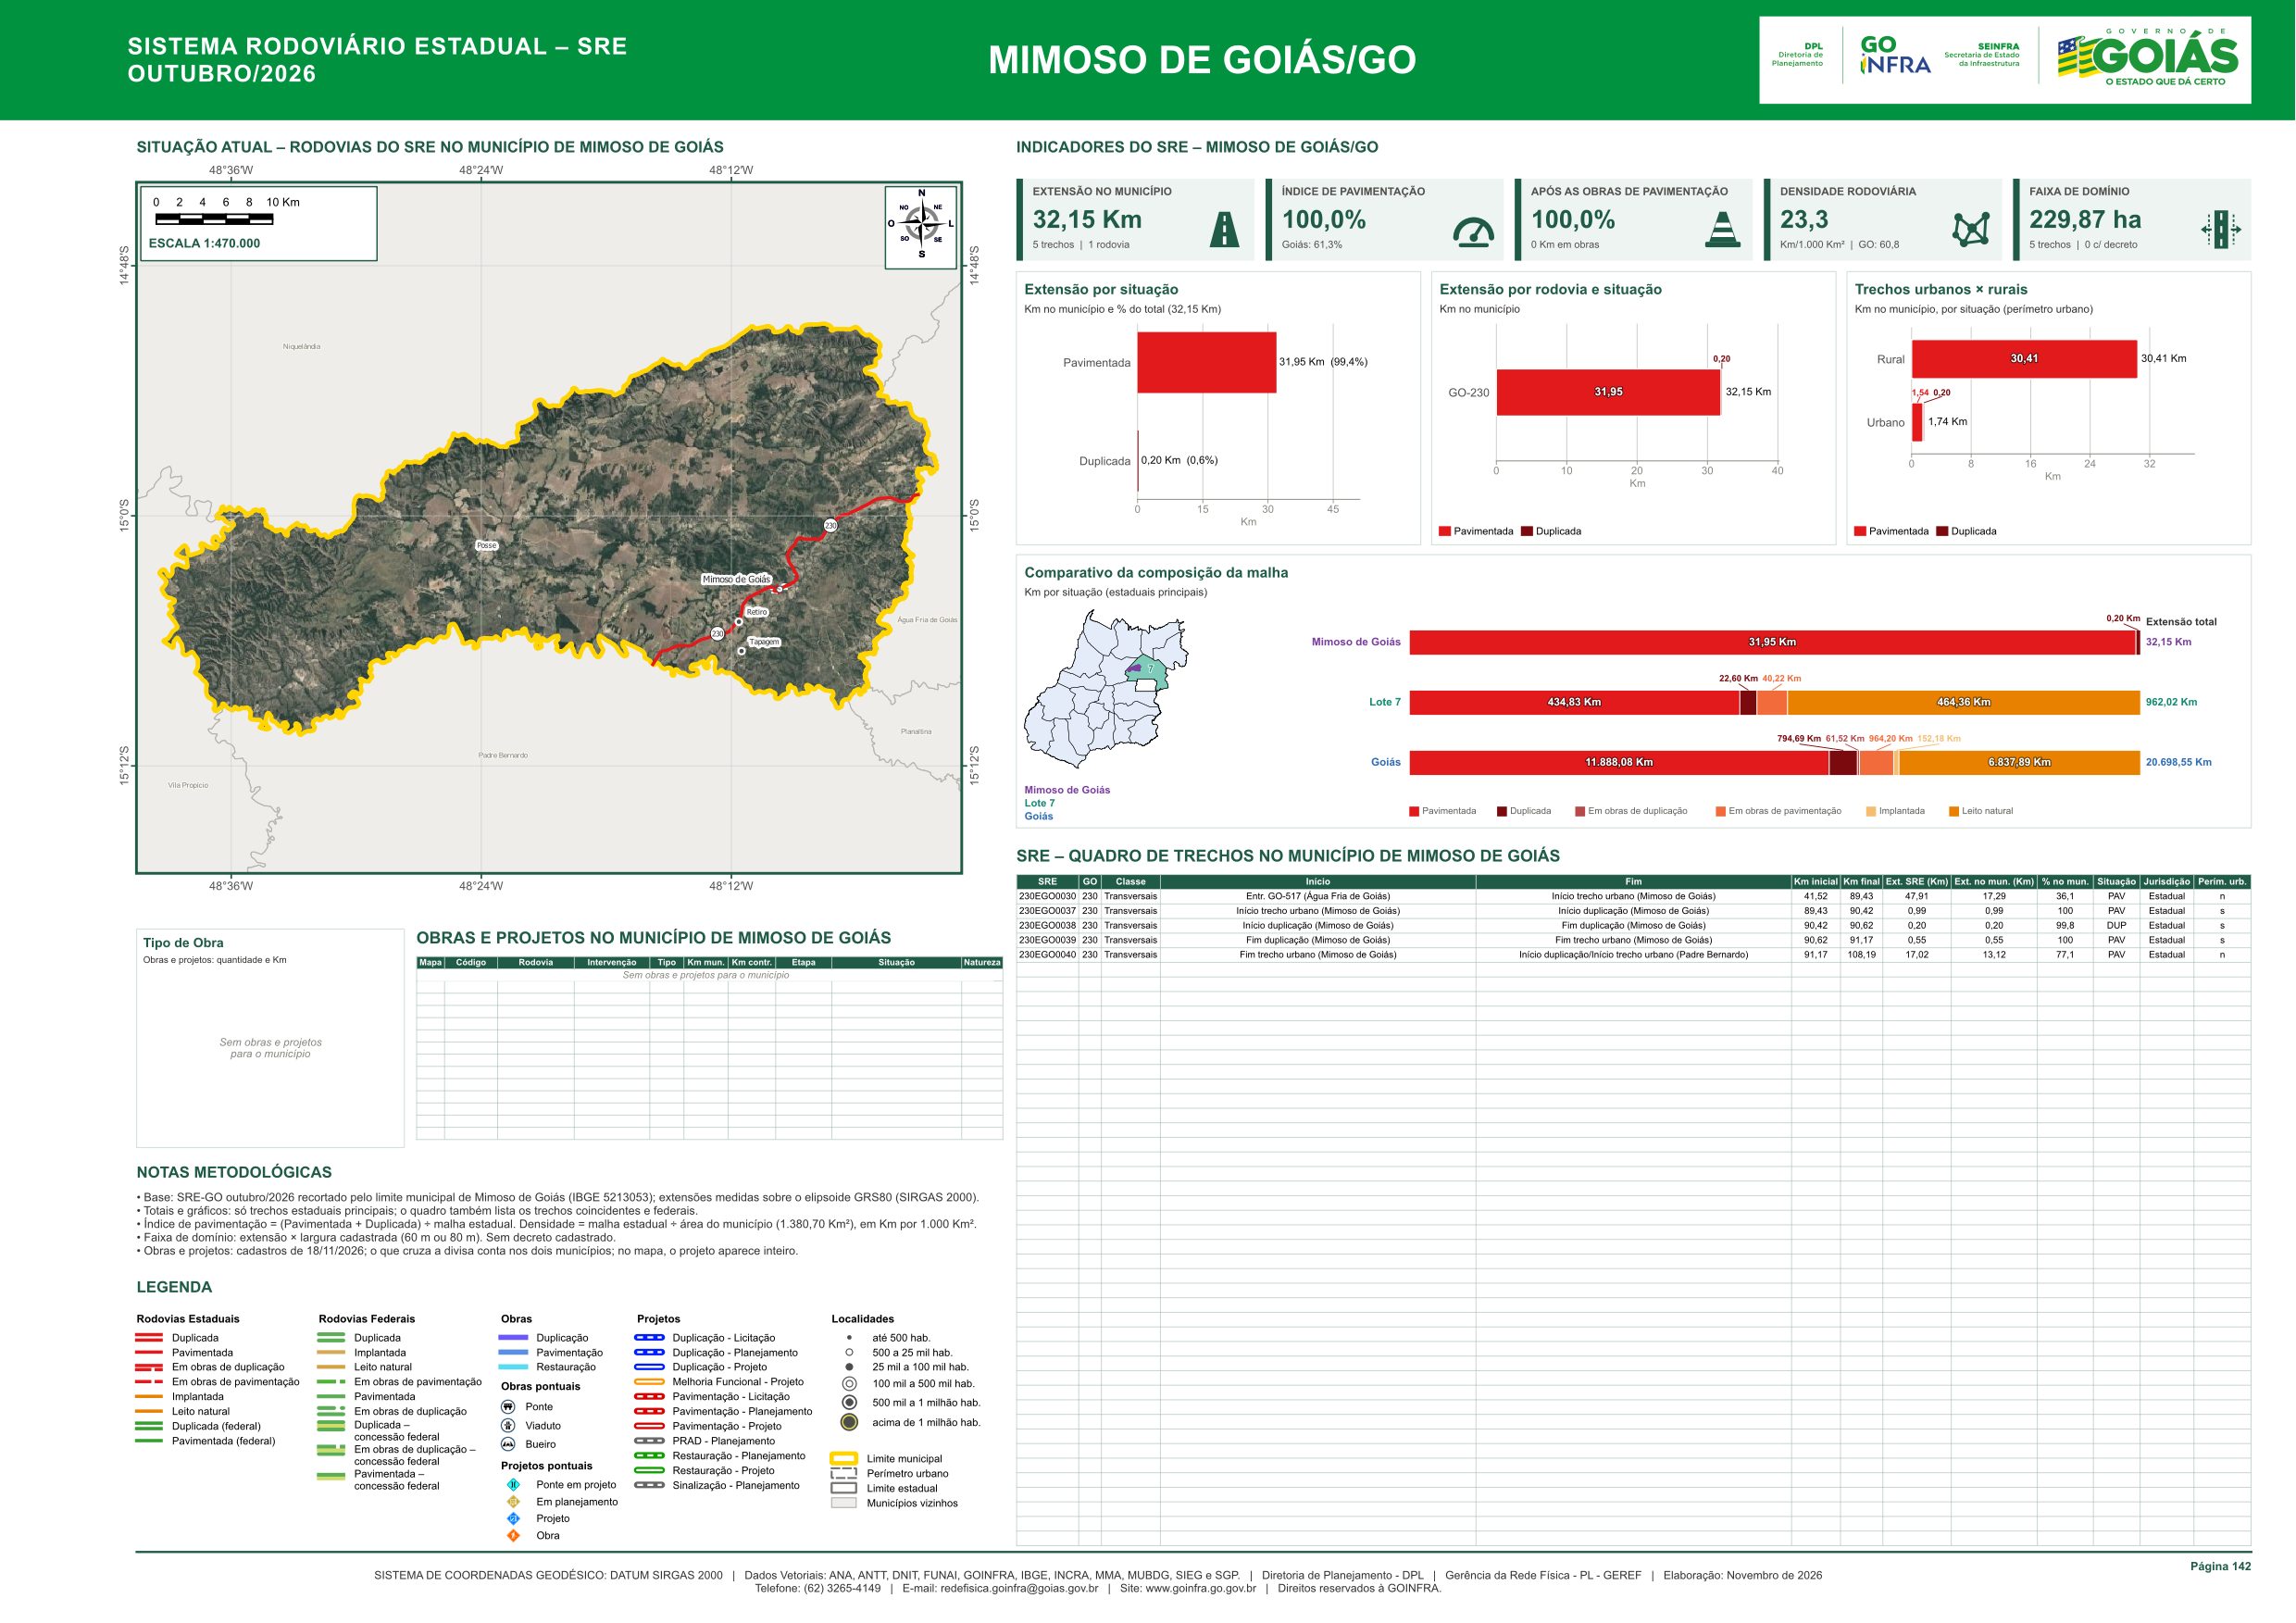 SISTEMA RODOVIÁRIO ESTADUAL – SRE
OUTUBRO/2026
MIMOSO DE GOIÁS/GO
DPL
Diretoria de
Planejamento
GO
INFRA
SEINFRA
Secretaria de Estado
da Infraestrutura
GOVERNO DE
GOIÁS
O ESTADO QUE DÁ CERTO
SITUAÇÃO ATUAL – RODOVIAS DO SRE NO MUNICÍPIO DE MIMOSO DE GOIÁS
48°36'W 48°24'W 48°12'W
0 2 4 6 8 10 Km
ESCALA 1:470.000
N
NO NE
O L
SO SE
S
14°48'S 14°48'S
Niquelândia
15°0'S 15°0'S
230
Posse
Mimoso de Goiás
Retiro
Água Fria de Goiás
230
Tapagem
Planaltina
Padre Bernardo
15°12'S 15°12'S
Vila Propício
48°36'W 48°24'W 48°12'W
INDICADORES DO SRE – MIMOSO DE GOIÁS/GO
EXTENSÃO NO MUNICÍPIO
32,15 Km
5 trechos | 1 rodovia
ÍNDICE DE PAVIMENTAÇÃO
100,0%
Goiás: 61,3%
APÓS AS OBRAS DE PAVIMENTAÇÃO
100,0%
0 Km em obras
DENSIDADE RODOVIÁRIA
23,3
Km/1.000 Km² | GO: 60,8
FAIXA DE DOMÍNIO
229,87 ha
5 trechos | 0 c/ decreto
Extensão por situação
Km no município e % do total (32,15 Km)
Pavimentada 31,95 Km (99,4%)
Duplicada 0,20 Km (0,6%)
0 15 30 45
Km
Extensão por rodovia e situação
Km no município
0,20
GO-230 31,95 32,15 Km
0 10 20 30 40
Km
Pavimentada Duplicada
Trechos urbanos × rurais
Km no município, por situação (perímetro urbano)
Rural 30,41 30,41 Km
1,54 0,20
Urbano 1,74 Km
0 8 16 24 32
Km
Pavimentada Duplicada
Comparativo da composição da malha
Km por situação (estaduais principais)
7
Mimoso de Goiás
Lote 7
Goiás
0,20 Km Extensão total
Mimoso de Goiás 31,95 Km 32,15 Km
22,60 Km 40,22 Km
Lote 7 434,83 Km 464,36 Km 962,02 Km
794,69 Km 61,52 Km 964,20 Km 152,18 Km
Goiás 11.888,08 Km 6.837,89 Km 20.698,55 Km
Pavimentada Duplicada Em obras de duplicação Em obras de pavimentação Implantada Leito natural
SRE – QUADRO DE TRECHOS NO MUNICÍPIO DE MIMOSO DE GOIÁS
SRE GO Classe Início Fim Km inicial Km final Ext. SRE (Km) Ext. no mun. (Km) % no mun. Situação Jurisdição Perím. urb.
230EGO0030 230 Transversais Entr. GO-517 (Água Fria de Goiás) Início trecho urbano (Mimoso de Goiás) 41,52 89,43 47,91 17,29 36,1 PAV Estadual n
230EGO0037 230 Transversais Início trecho urbano (Mimoso de Goiás) Início duplicação (Mimoso de Goiás) 89,43 90,42 0,99 0,99 100 PAV Estadual s
230EGO0038 230 Transversais Início duplicação (Mimoso de Goiás) Fim duplicação (Mimoso de Goiás) 90,42 90,62 0,20 0,20 99,8 DUP Estadual s
230EGO0039 230 Transversais Fim duplicação (Mimoso de Goiás) Fim trecho urbano (Mimoso de Goiás) 90,62 91,17 0,55 0,55 100 PAV Estadual s
230EGO0040 230 Transversais Fim trecho urbano (Mimoso de Goiás) Início duplicação/Início trecho urbano (Padre Bernardo) 91,17 108,19 17,02 13,12 77,1 PAV Estadual n
Tipo de Obra
Obras e projetos: quantidade e Km
Sem obras e projetos
para o município
OBRAS E PROJETOS NO MUNICÍPIO DE MIMOSO DE GOIÁS
Mapa Código Rodovia Intervenção Tipo Km mun. Km contr. Etapa Situação Natureza
Sem obras e projetos para o município
NOTAS METODOLÓGICAS
• Base: SRE-GO outubro/2026 recortado pelo limite municipal de Mimoso de Goiás (IBGE 5213053); extensões medidas sobre o elipsoide GRS80 (SIRGAS 2000).
• Totais e gráficos: só trechos estaduais principais; o quadro também lista os trechos coincidentes e federais.
• Índice de pavimentação = (Pavimentada + Duplicada) ÷ malha estadual. Densidade = malha estadual ÷ área do município (1.380,70 Km²), em Km por 1.000 Km².
• Faixa de domínio: extensão × largura cadastrada (60 m ou 80 m). Sem decreto cadastrado.
• Obras e projetos: cadastros de 18/11/2026; o que cruza a divisa conta nos dois municípios; no mapa, o projeto aparece inteiro.
LEGENDA
Rodovias Estaduais
Duplicada
Pavimentada
Em obras de duplicação
Em obras de pavimentação
Implantada
Leito natural
Duplicada (federal)
Pavimentada (federal)
Rodovias Federais
Duplicada
Implantada
Leito natural
Em obras de pavimentação
Pavimentada
Em obras de duplicação
Duplicada –
concessão federal
Em obras de duplicação –
concessão federal
Pavimentada –
concessão federal
Obras
Duplicação
Pavimentação
Restauração
Obras pontuais
Ponte
Viaduto
Bueiro
Projetos pontuais
Ponte em projeto
Em planejamento
Projeto
Obra
Projetos
Duplicação - Licitação
Duplicação - Planejamento
Duplicação - Projeto
Melhoria Funcional - Projeto
Pavimentação - Licitação
Pavimentação - Planejamento
Pavimentação - Projeto
PRAD - Planejamento
Restauração - Planejamento
Restauração - Projeto
Sinalização - Planejamento
Localidades
até 500 hab.
500 a 25 mil hab.
25 mil a 100 mil hab.
100 mil a 500 mil hab.
500 mil a 1 milhão hab.
acima de 1 milhão hab.
Limite municipal
Perímetro urbano
Limite estadual
Municípios vizinhos
Página 142
SISTEMA DE COORDENADAS GEODÉSICO: DATUM SIRGAS 2000 | Dados Vetoriais: ANA, ANTT, DNIT, FUNAI, GOINFRA, IBGE, INCRA, MMA, MUBDG, SIEG e SGP. | Diretoria de Planejamento - DPL | Gerência da Rede Física - PL - GEREF | Elaboração: Novembro de 2026
Telefone: (62) 3265-4149 | E-mail: redefisica.goinfra@goias.gov.br | Site: www.goinfra.go.gov.br | Direitos reservados à GOINFRA.